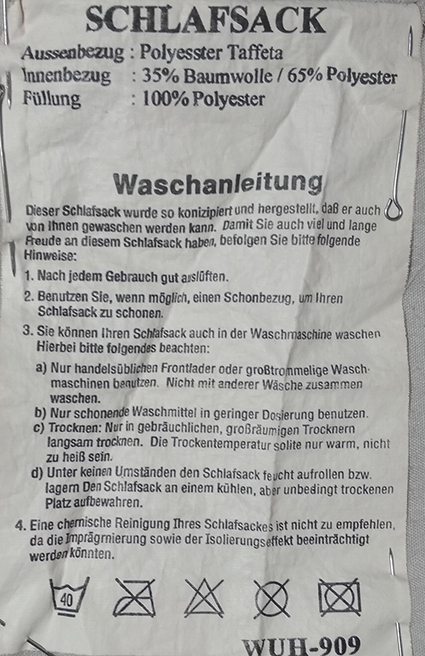 SCHLAFSACK
Aussenbezug : Polyesster Taffeta
Innenbezug : 35% Baumwolle / 65% Polyester
Füllung : 100% Polyester
Waschanleitung
Dieser Schlafsack wurde so konizipiert und hergestellt, daß er auch
von Ihnen gewaschen werden kann. Damit Sie auch viel und lange
Freude an diesem Schlafsack haben, befolgen Sie bitte folgende
Hinweise:
1. Nach jedem Gebrauch gut auslüften.
2. Benutzen Sie, wenn möglich, einen Schonbezug, um Ihren
Schlafsack zu schonen.
3. Sie können Ihren Schlafsack auch in der Waschmaschine waschen
Hierbei bitte folgendes beachten:
a) Nur handelsüblichen Frontlader oder großtrommelige Wasch-
maschinen benutzen. Nicht mit anderer Wäsche zusammen
waschen.
b) Nur schonende Waschmittel in geringer Dosierung benutzen.
c) Trocknen: Nur in gebräuchlichen, großräumigen Trocknern
langsam trocknen. Die Trockentemperatur solite nur warm, nicht
zu heiß sein.
d) Unter keinen Umständen den Schlafsack feucht aufrollen bzw.
lagern Den Schlafsack an einem kühlen, aber unbedingt trockenen
Platz aufbewahren.
4. Eine chemische Reinigung Ihres Schlafsackes ist nicht zu empfehlen,
da die Imprägrnierung sowie der Isolierungseffekt beeinträchtigt
werden könnten.
40
WUH-909